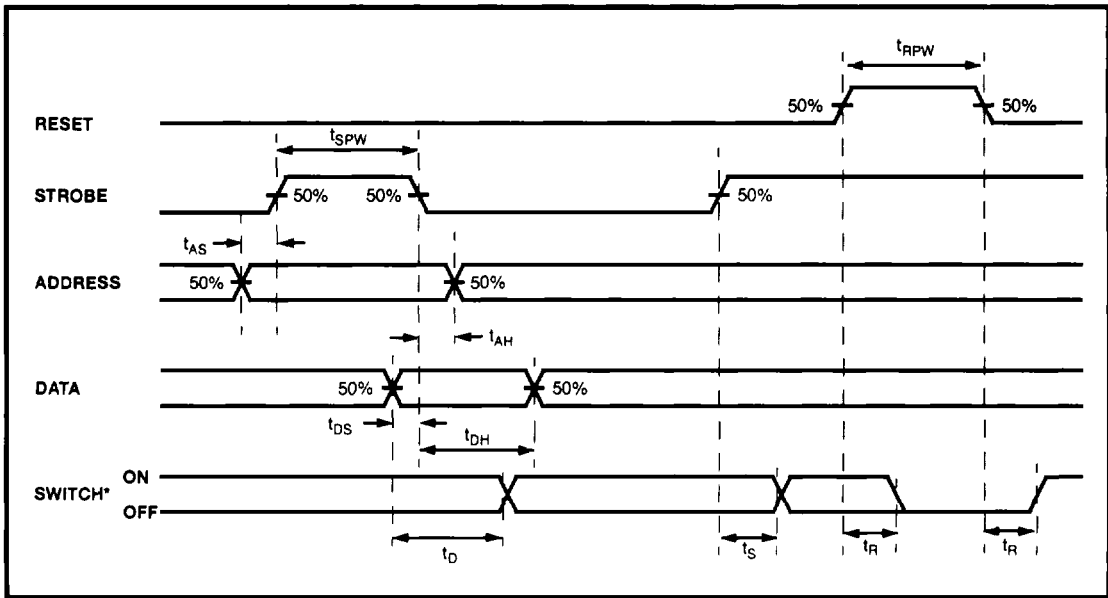 tRPW
50% 50%
RESET
tSPW
STROBE 50% 50% 50%
tAS
ADDRESS 50% 50%
tAH
DATA 50% 50%
tDS tDH
ON
SWITCH*
OFF
tD tS tR tR